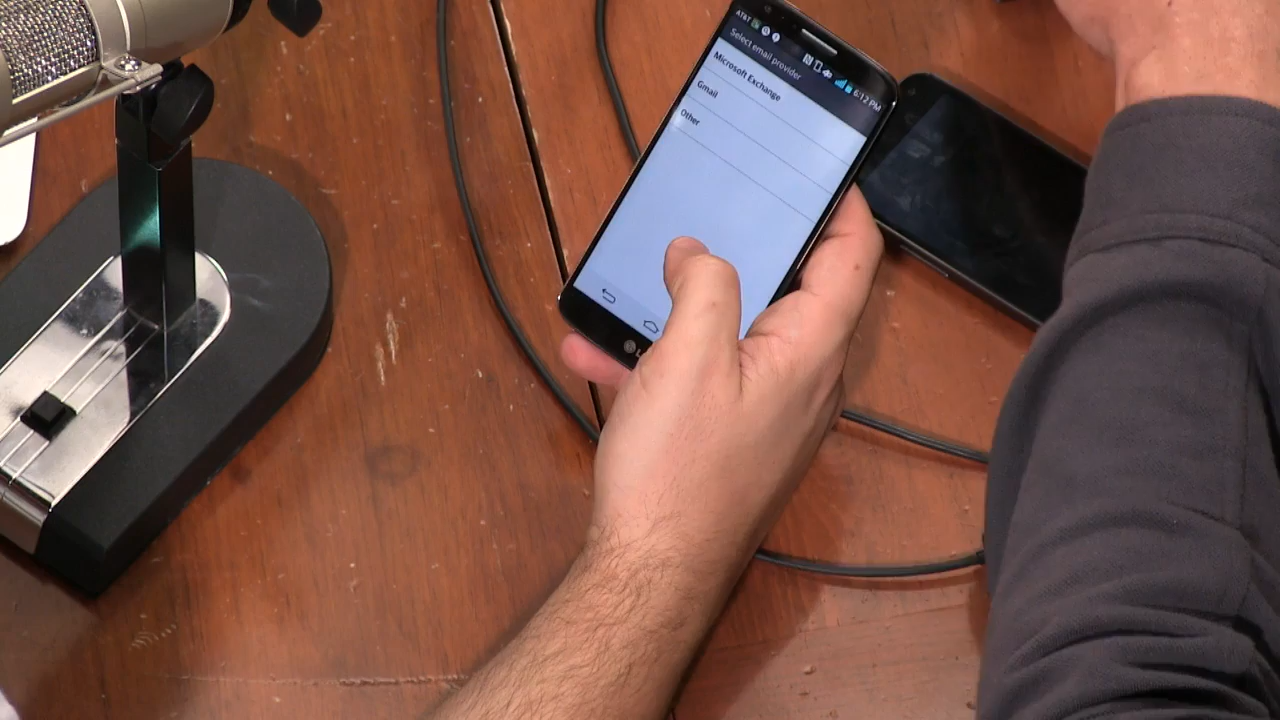 AT&T 6:12 PM
Select email provider
Microsoft Exchange
Gmail
Other